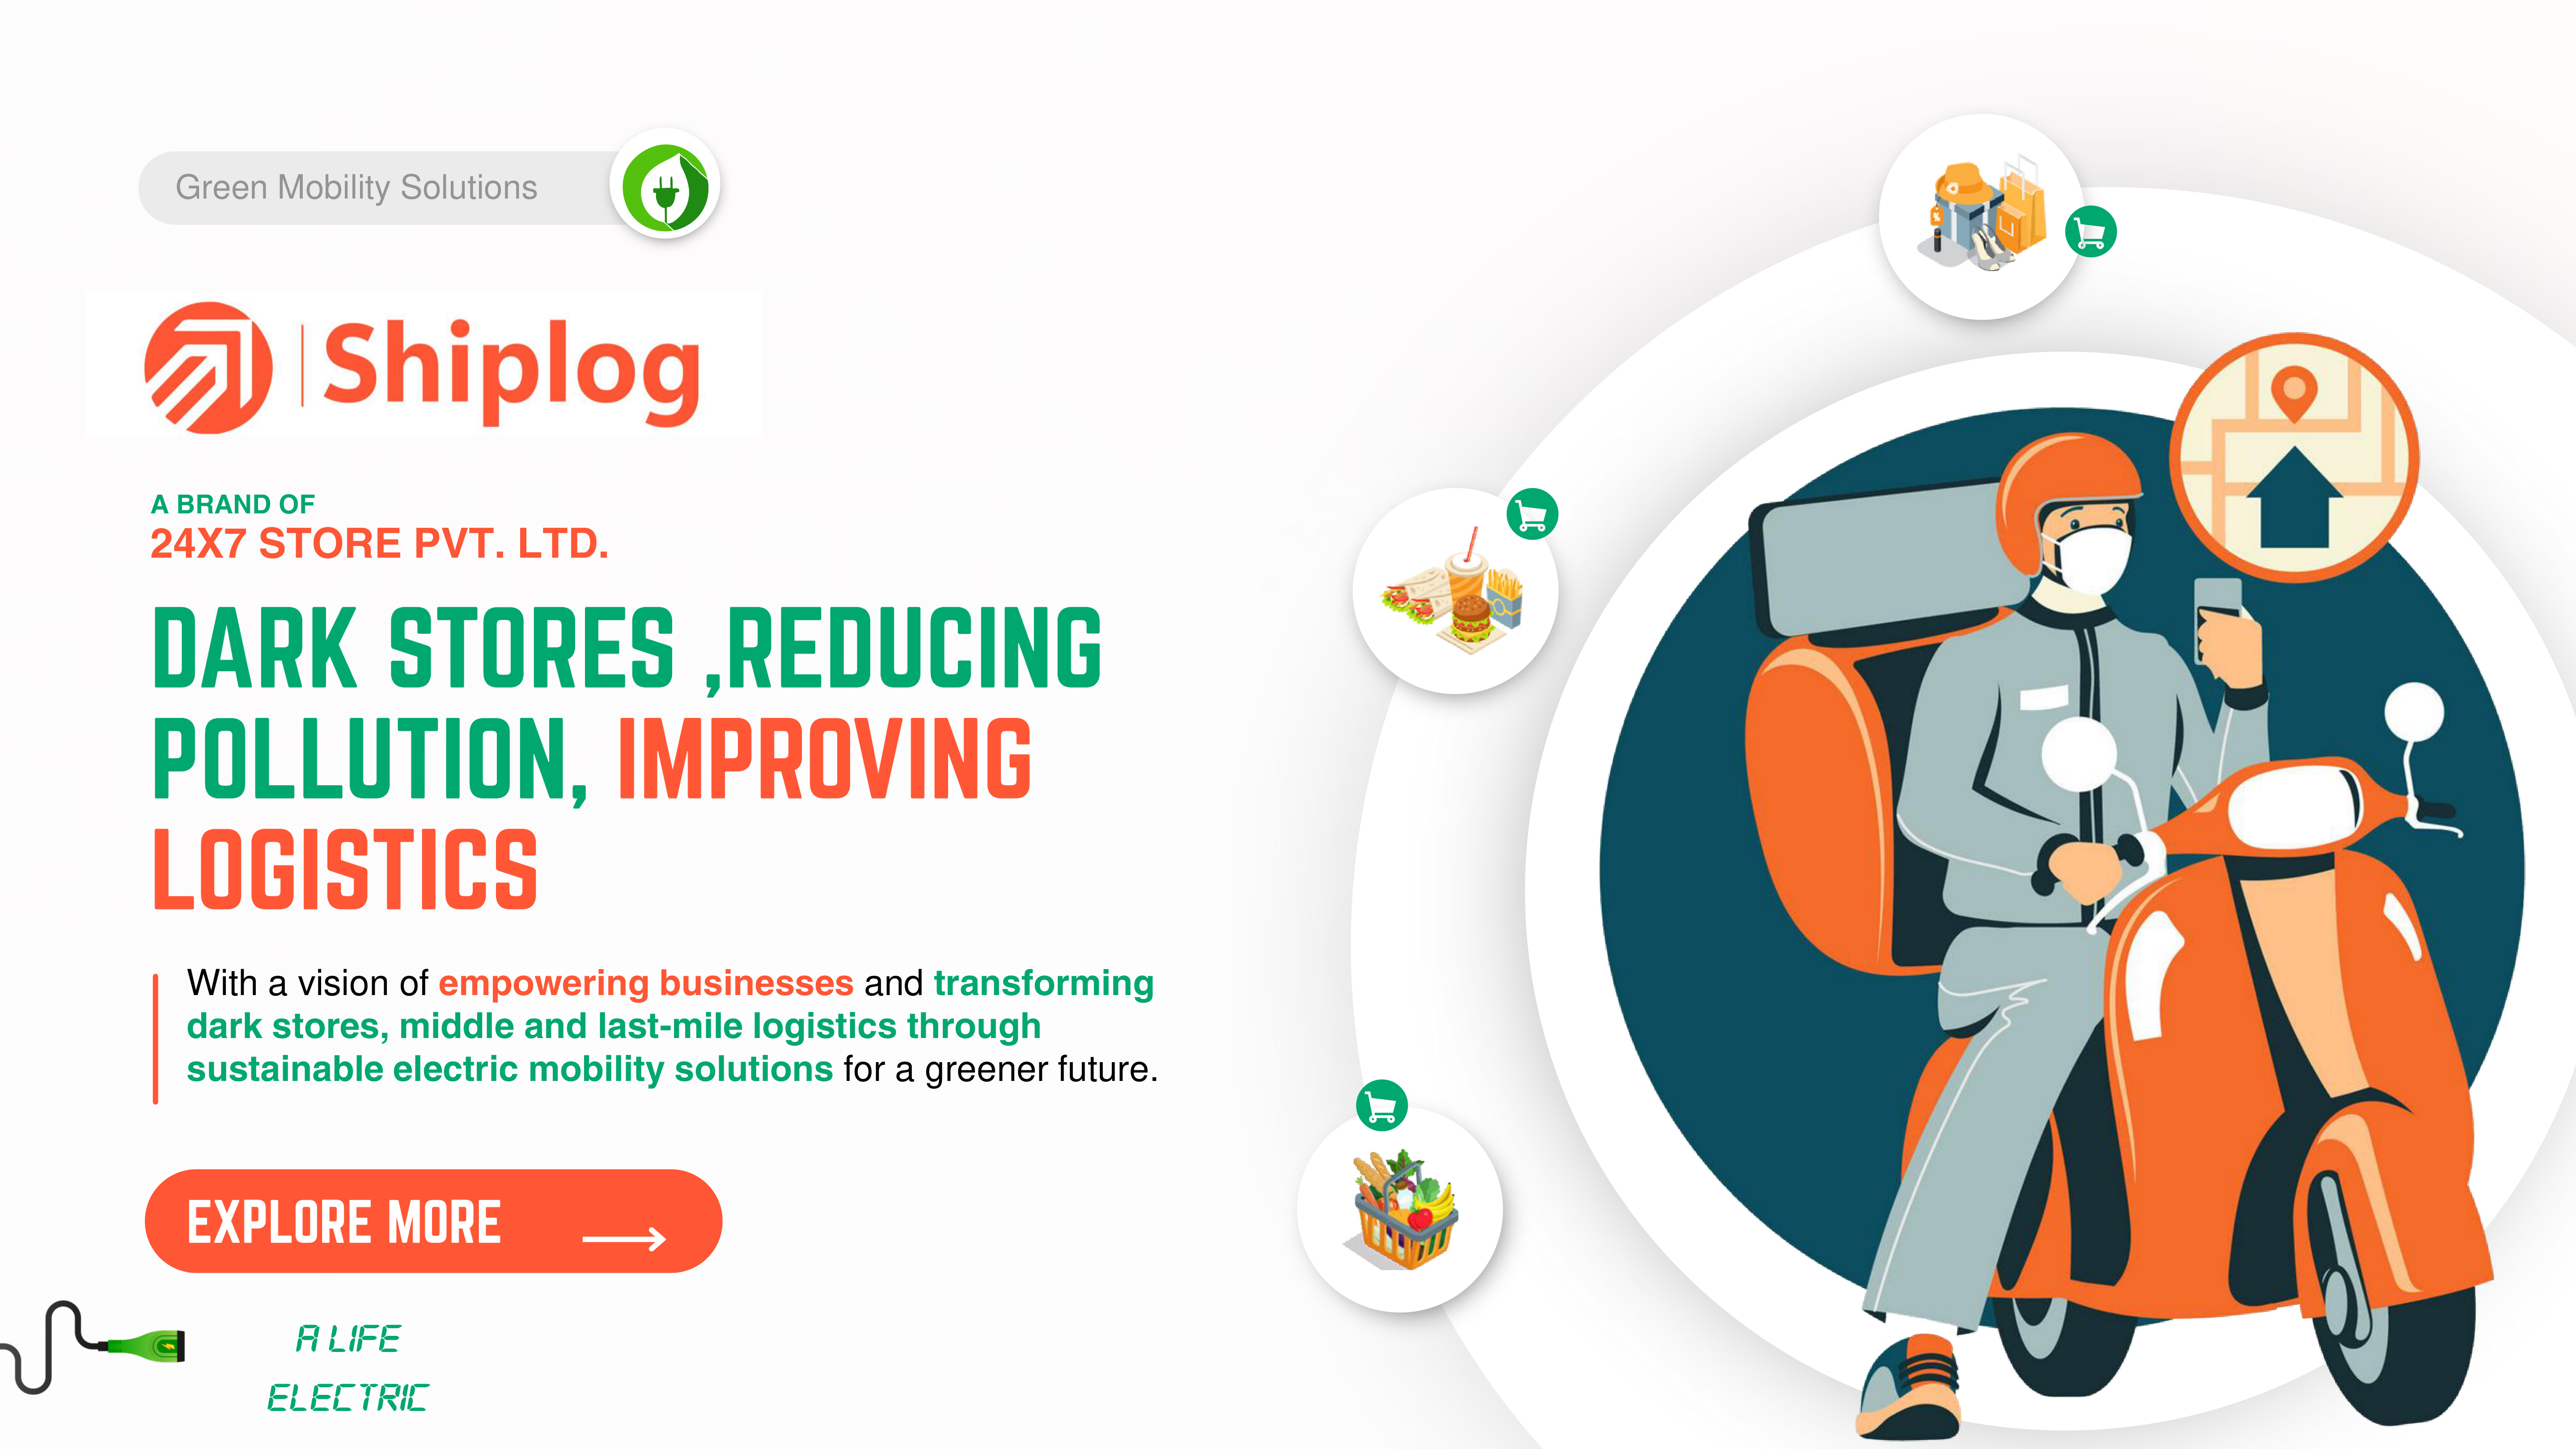 Green Mobility Solutions
Shiplog
A BRAND OF
24X7 STORE PVT. LTD.
DARK STORES ,REDUCING
POLLUTION, IMPROVING
LOGISTICS
With a vision of empowering businesses and transforming
dark stores, middle and last-mile logistics through
sustainable electric mobility solutions for a greener future.
EXPLORE MORE
A LIFE
ELECTRIC